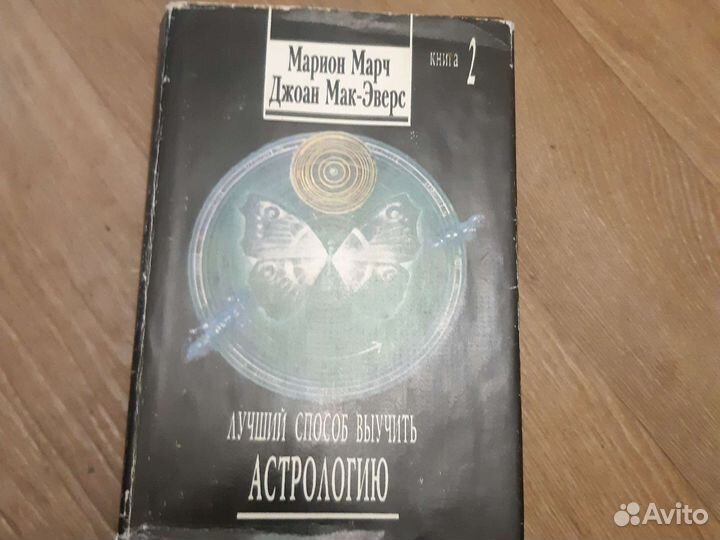 Марион Марч
Джоан Мак-Эверс
книга 2
ЛУЧШИЙ СПОСОБ ВЫУЧИТЬ
АСТРОЛОГИЮ
Avito